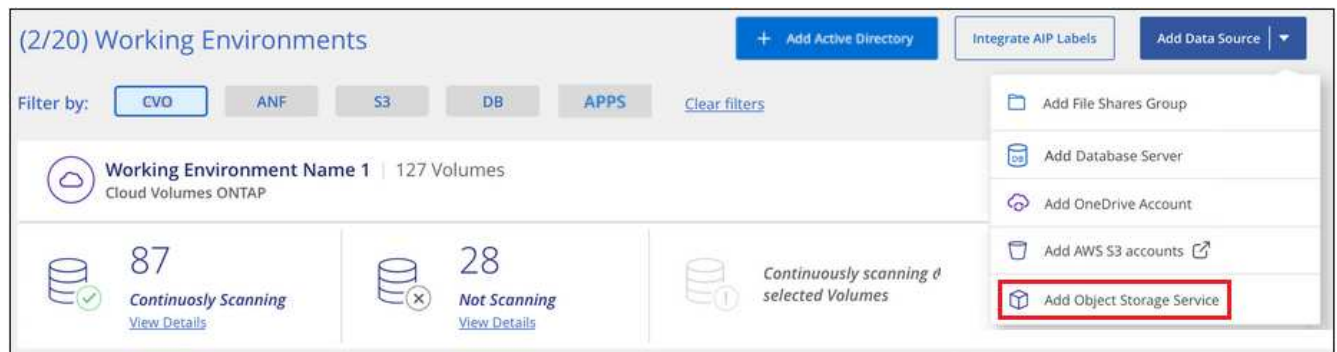 (2/20) Working Environments
+ Add Active Directory
Integrate AIP Labels
Add Data Source
Filter by:
CVO
ANF
S3
DB
APPS
Clear filters
Working Environment Name 1 | 127 Volumes
Cloud Volumes ONTAP
87
Continuosly Scanning
View Details
28
Not Scanning
View Details
Continuously scanning
selected Volumes
Add File Shares Group
DB
Add Database Server
Add OneDrive Account
Add AWS S3 accounts
Add Object Storage Service